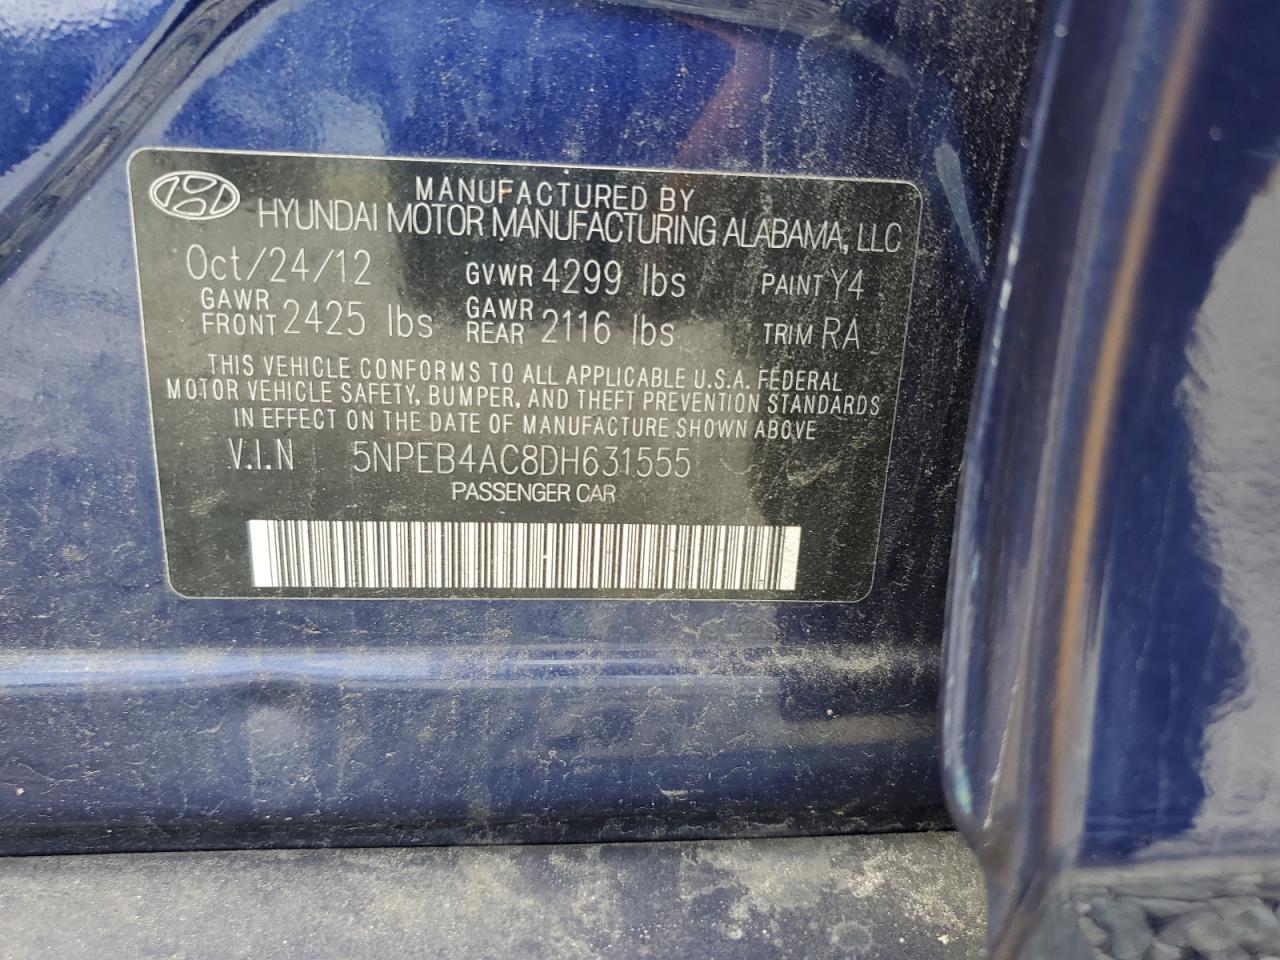 MANUFACTURED BY
HYUNDAI MOTOR MANUFACTURING ALABAMA, LLC
Oct/24/12 GVWR 4299 lbs PAINT Y4
GAWR FRONT 2425 lbs GAWR REAR 2116 lbs TRIM RA
THIS VEHICLE CONFORMS TO ALL APPLICABLE U.S.A. FEDERAL
MOTOR VEHICLE SAFETY, BUMPER, AND THEFT PREVENTION STANDARDS
IN EFFECT ON THE DATE OF MANUFACTURE SHOWN ABOVE
V.I.N 5NPEB4AC8DH631555
PASSENGER CAR